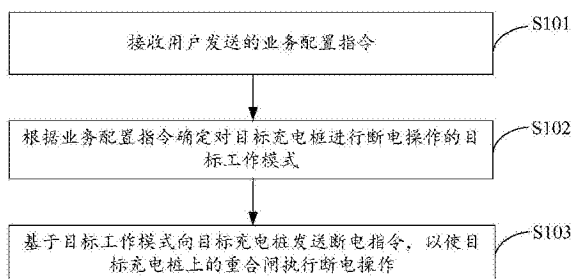 接收用户发送的业务配置指令
S101
根据业务配置指令确定对目标充电桩进行断电操作的目
标工作模式
S102
基于目标工作模式向目标充电桩发送断电指令，以使目
标充电桩上的重合闸执行断电操作
S103